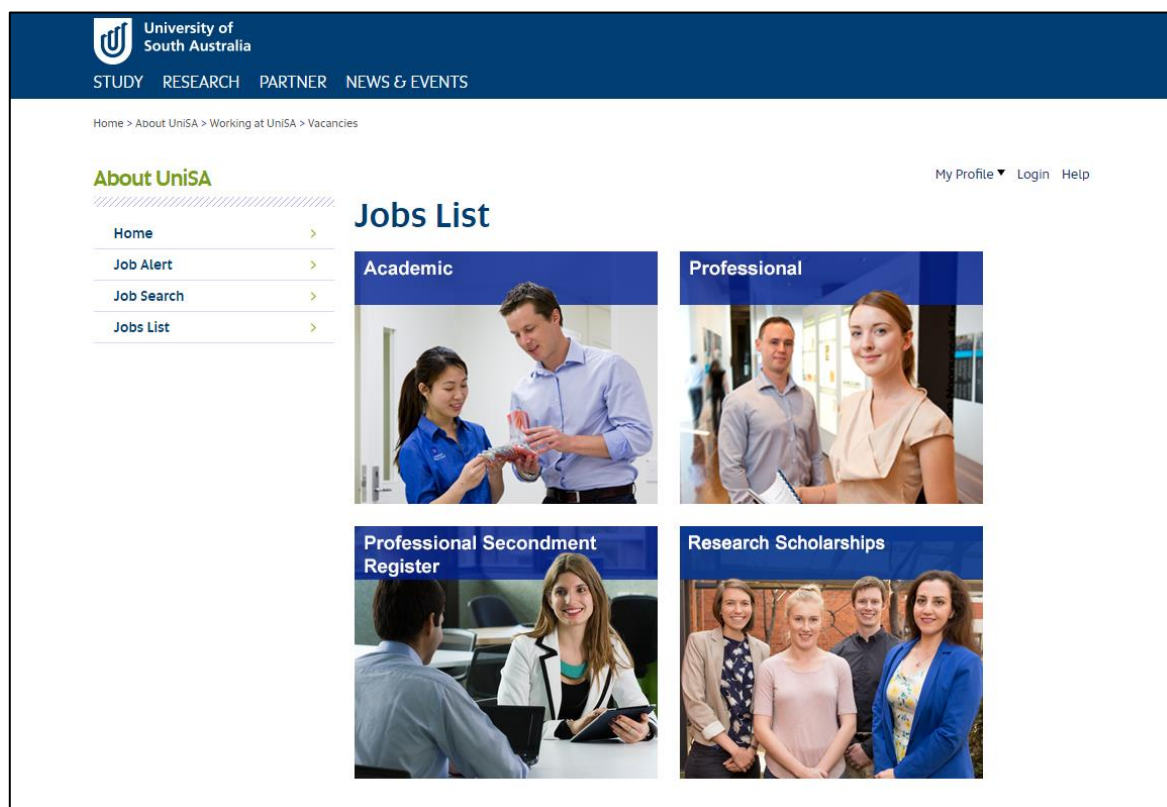 University of
South Australia
STUDY RESEARCH PARTNER NEWS & EVENTS
Home > About UniSA > Working at UniSA > Vacancies
About UniSA
My Profile ▼ Login Help
Home >
Job Alert >
Job Search >
Jobs List >
Jobs List
Academic
Professional
Professional Secondment
Register
Research Scholarships